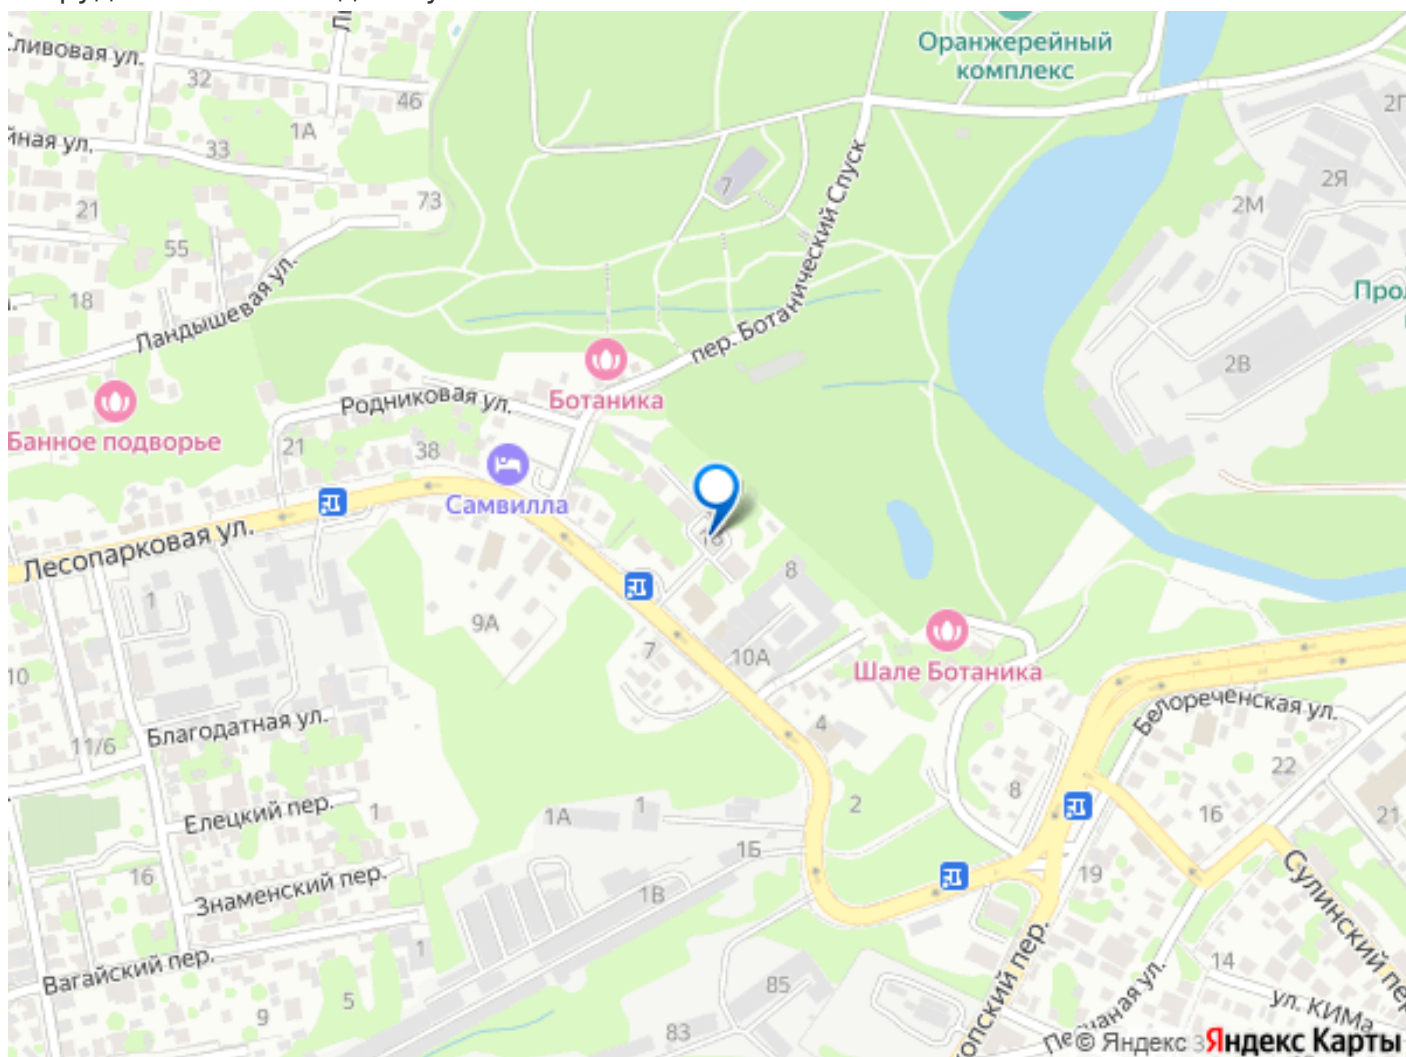 Оранжерейный
комплекс
Сливовая ул.
32
46
1А
33
йная ул.
73
21
55
18
Ландышевая ул.
7
пер. Ботанический Спуск
2Я
2М
2В
Ботаника
Родниковая ул.
Банное подворье
21
38
Самвилла
Лесопарковая ул.
8
9А
7
10А
1
10
Шале Ботаника
Белореченская ул.
4
2
8
22
16
21
Благодатная ул.
11/6
Елецкий пер.
1
1А
1
1Б
1В
16
Знаменский пер.
Вагайский пер.
1
5
9
19
Сулинский пер.
14
ул. КИМа
85
83
опский пер.
© Яндекс
Яндекс Карты